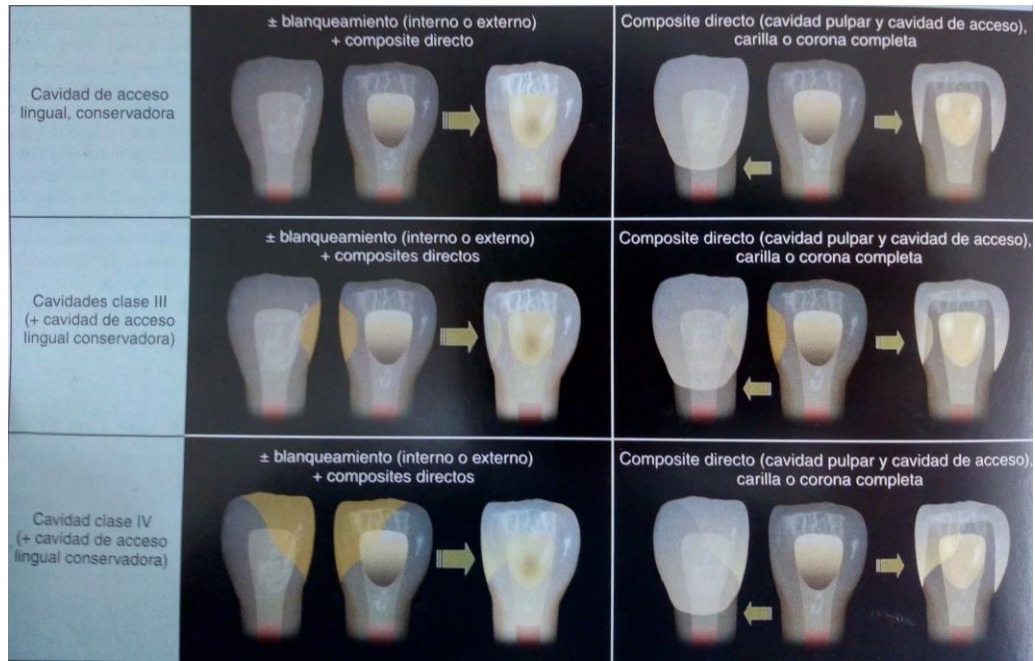 ± blanqueamiento (interno o externo)
+ composite directo
Composite directo (cavidad pulpar y cavidad de acceso),
carilla o corona completa
Cavidad de acceso
lingual, conservadora
± blanqueamiento (interno o externo)
+ composites directos
Composite directo (cavidad pulpar y cavidad de acceso),
carilla o corona completa
Cavidades clase III
(+ cavidad de acceso
lingual conservadora)
± blanqueamiento (interno o externo)
+ composites directos
Composite directo (cavidad pulpar y cavidad de acceso),
carilla o corona completa
Cavidad clase IV
(+ cavidad de acceso
lingual conservadora)